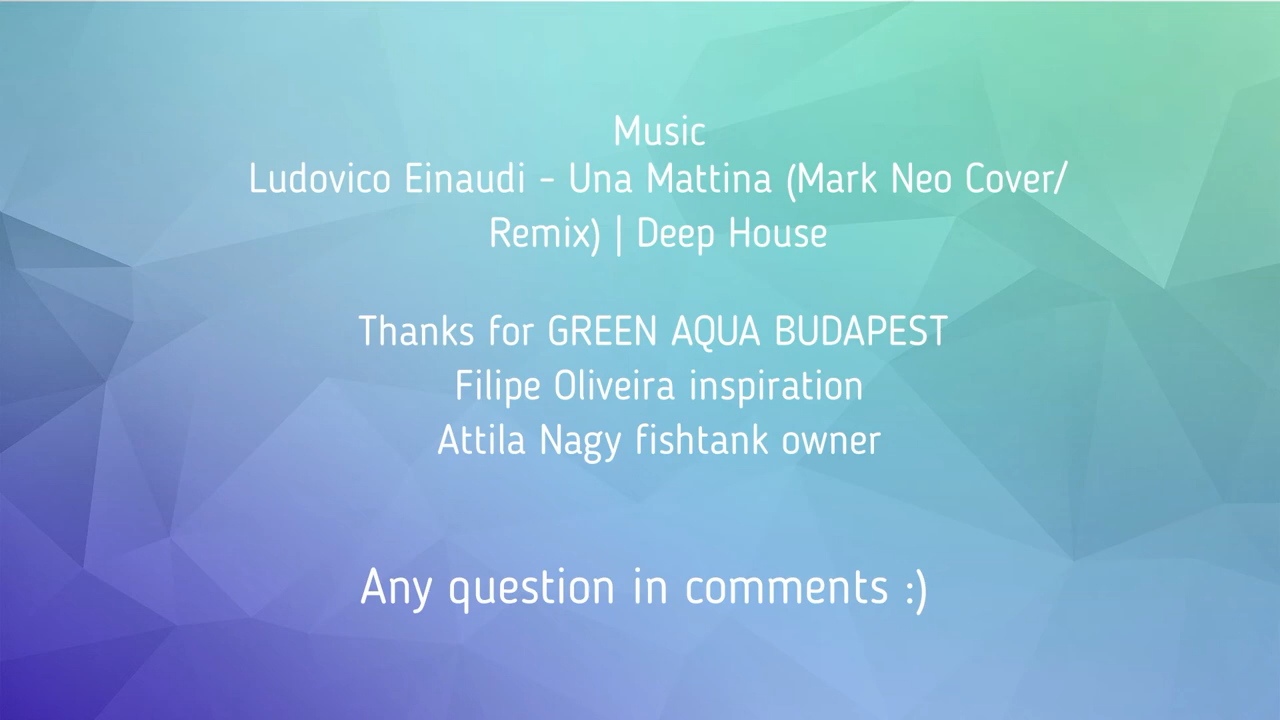 Music
Ludovico Einaudi - Una Mattina (Mark Neo Cover/
Remix) | Deep House
Thanks for GREEN AQUA BUDAPEST
Filipe Oliveira inspiration
Attila Nagy fishtank owner
Any question in comments :)